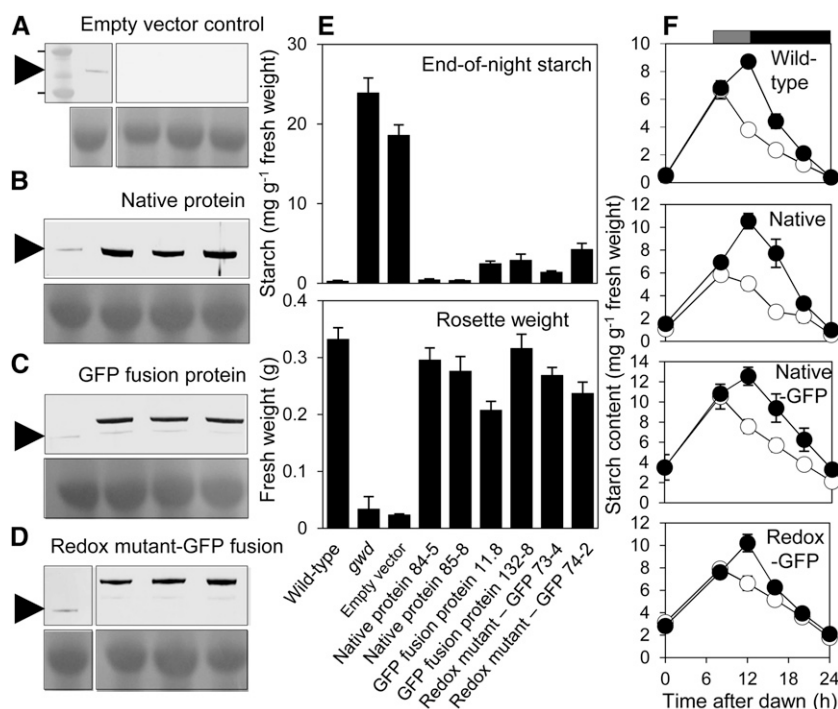 A
Empty vector control
B
Native protein
C
GFP fusion protein
D
Redox mutant-GFP fusion
E
End-of-night starch
Starch (mg g-1 fresh weight)
30
20
10
0
Rosette weight
Fresh weight (g)
0.4
0.3
0.2
0.1
0
Wild-type
gwd
Empty vector
Native protein 84-5
Native protein 85-8
GFP fusion protein 11.8
GFP fusion protein 132-8
Redox mutant – GFP 73-4
Redox mutant – GFP 74-2
F
Wild-
type
10
8
6
4
2
0
Native
12
10
8
6
4
2
0
Native
-GFP
14
12
10
8
6
4
2
0
Redox
-GFP
12
10
8
6
4
2
0
Starch content (mg g-1 fresh weight)
0 6 12 18 24
Time after dawn (h)